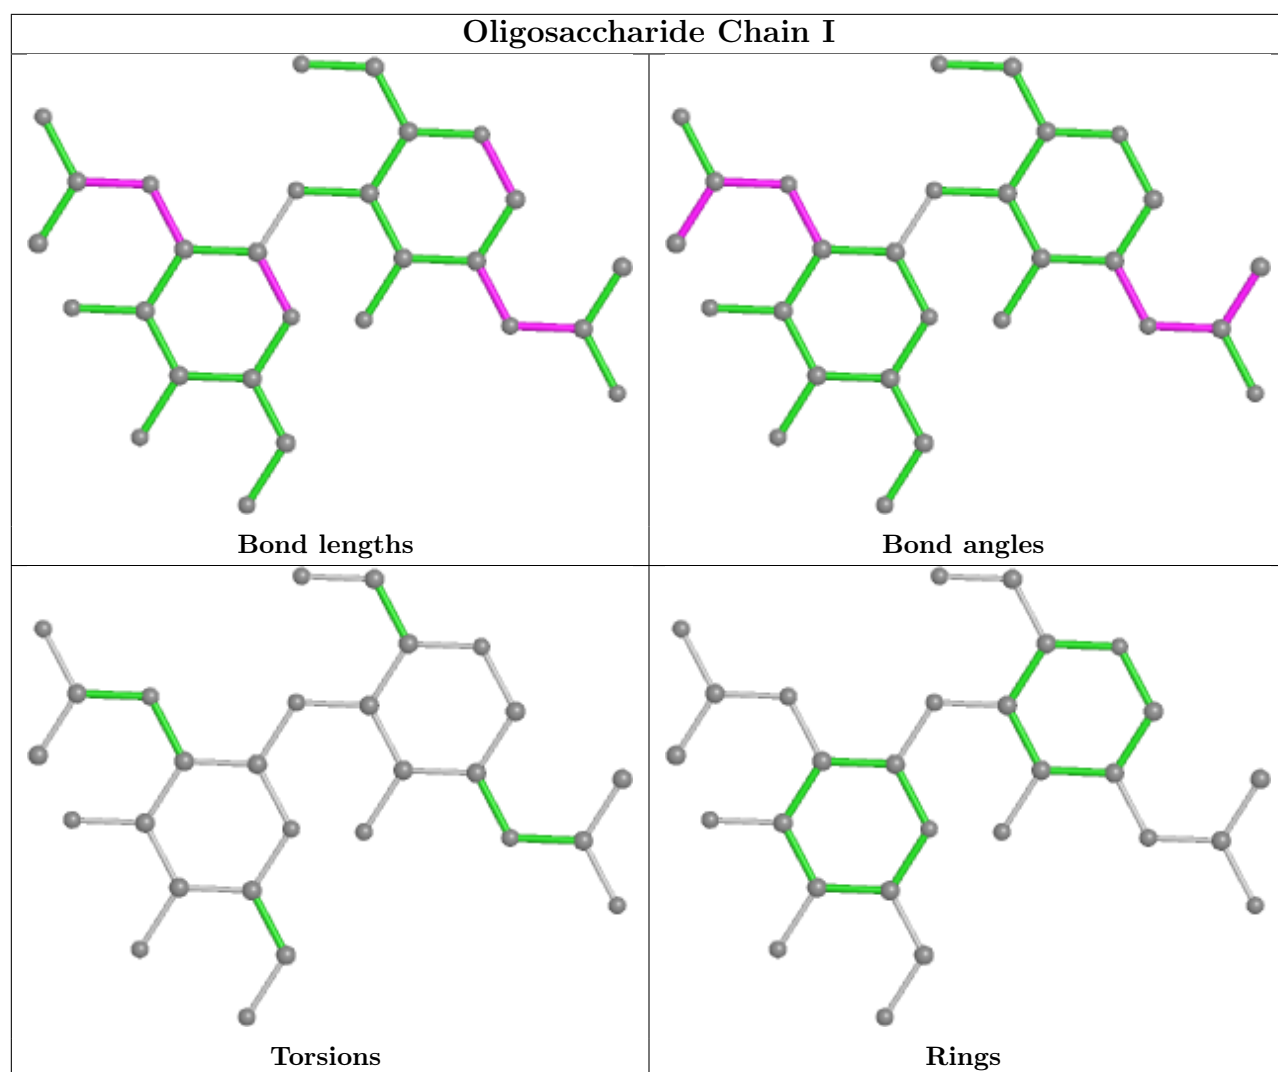 Oligosaccharide Chain I
Bond lengths
Bond angles
Torsions
Rings